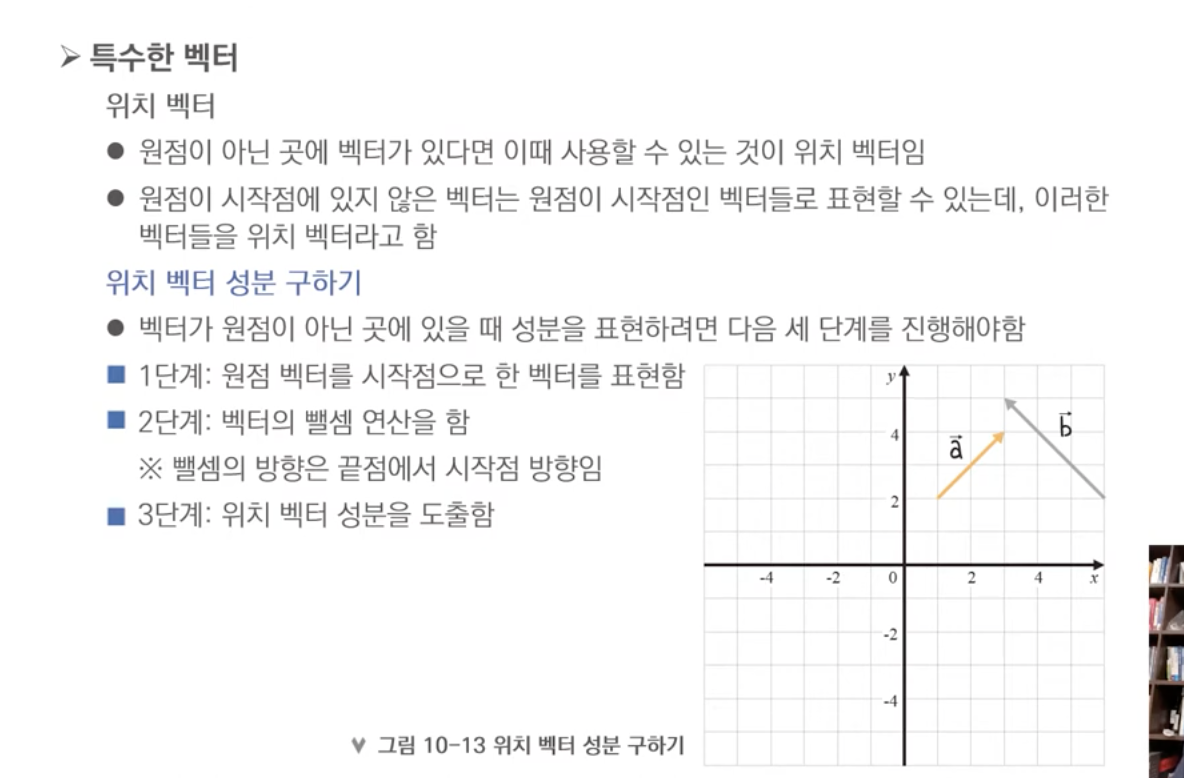 ➢ 특수한 벡터
위치 벡터
● 원점이 아닌 곳에 벡터가 있다면 이때 사용할 수 있는 것이 위치 벡터임
● 원점이 시작점에 있지 않은 벡터는 원점이 시작점인 벡터들로 표현할 수 있는데, 이러한
벡터들을 위치 벡터라고 함
위치 벡터 성분 구하기
● 벡터가 원점이 아닌 곳에 있을 때 성분을 표현하려면 다음 세 단계를 진행해야함
■ 1단계: 원점 벡터를 시작점으로 한 벡터를 표현함
■ 2단계: 벡터의 뺄셈 연산을 함
※ 뺄셈의 방향은 끝점에서 시작점 방향임
■ 3단계: 위치 벡터 성분을 도출함
y
4
2
a⃗
b⃗
-4 -2 0 2 4 x
-2
-4
▼ 그림 10-13 위치 벡터 성분 구하기